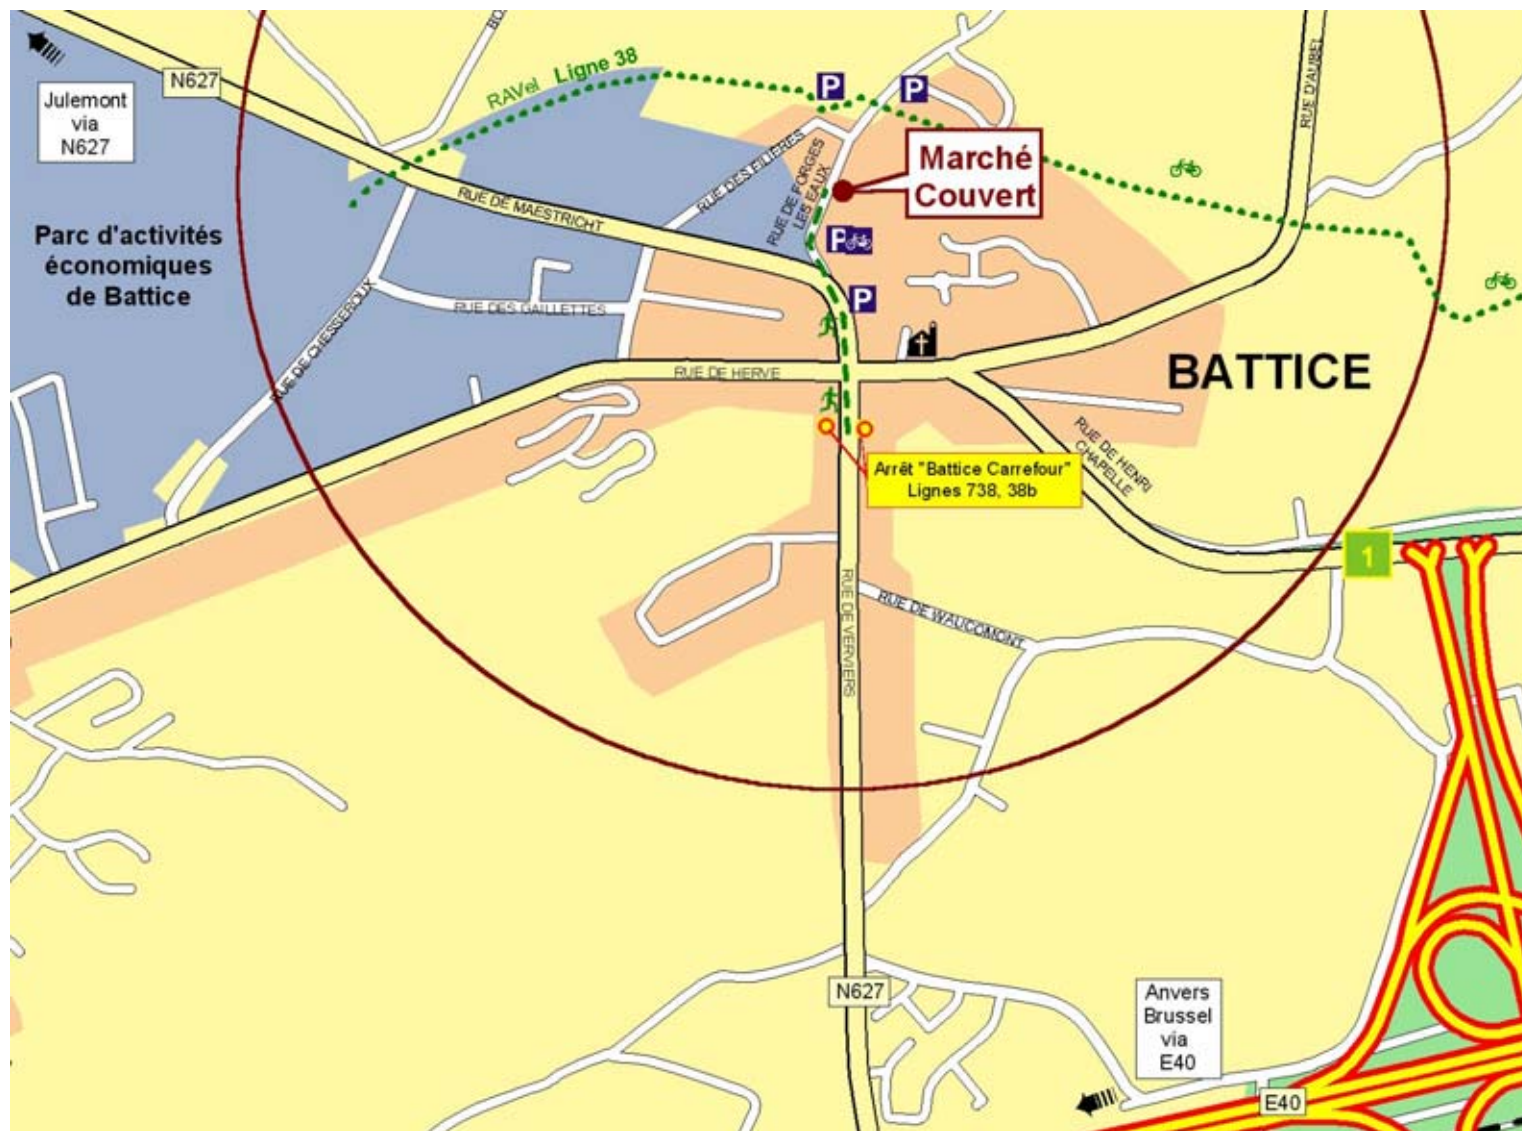 BO
N627
RAVel Ligne 38
P
P
Julemont
via
N627
RUE D'AUBEL
Marché
Couvert
RUE DES FILIERES
RUE DE FORGES
LES EAUX
RUE DE MAESTRICHT
P
Parc d'activités
économiques
de Battice
P
RUE DES GAILLETTES
RUE DE CHESSEROUX
RUE DE HERVE
BATTICE
RUE DE HENRI
CHAPELLE
Arrêt "Battice Carrefour"
Lignes 738, 38b
1
RUE DE VERVIERS
RUE DE WAUCOMONT
N627
Anvers
Brussel
via
E40
E40